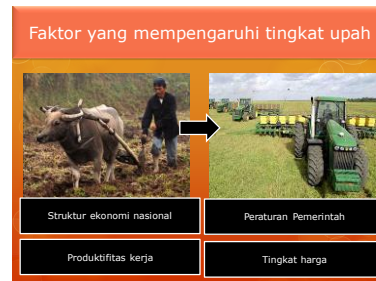 Faktor yang mempengaruhi tingkat upah
Struktur ekonomi nasional
Peraturan Pemerintah
Produktifitas kerja
Tingkat harga